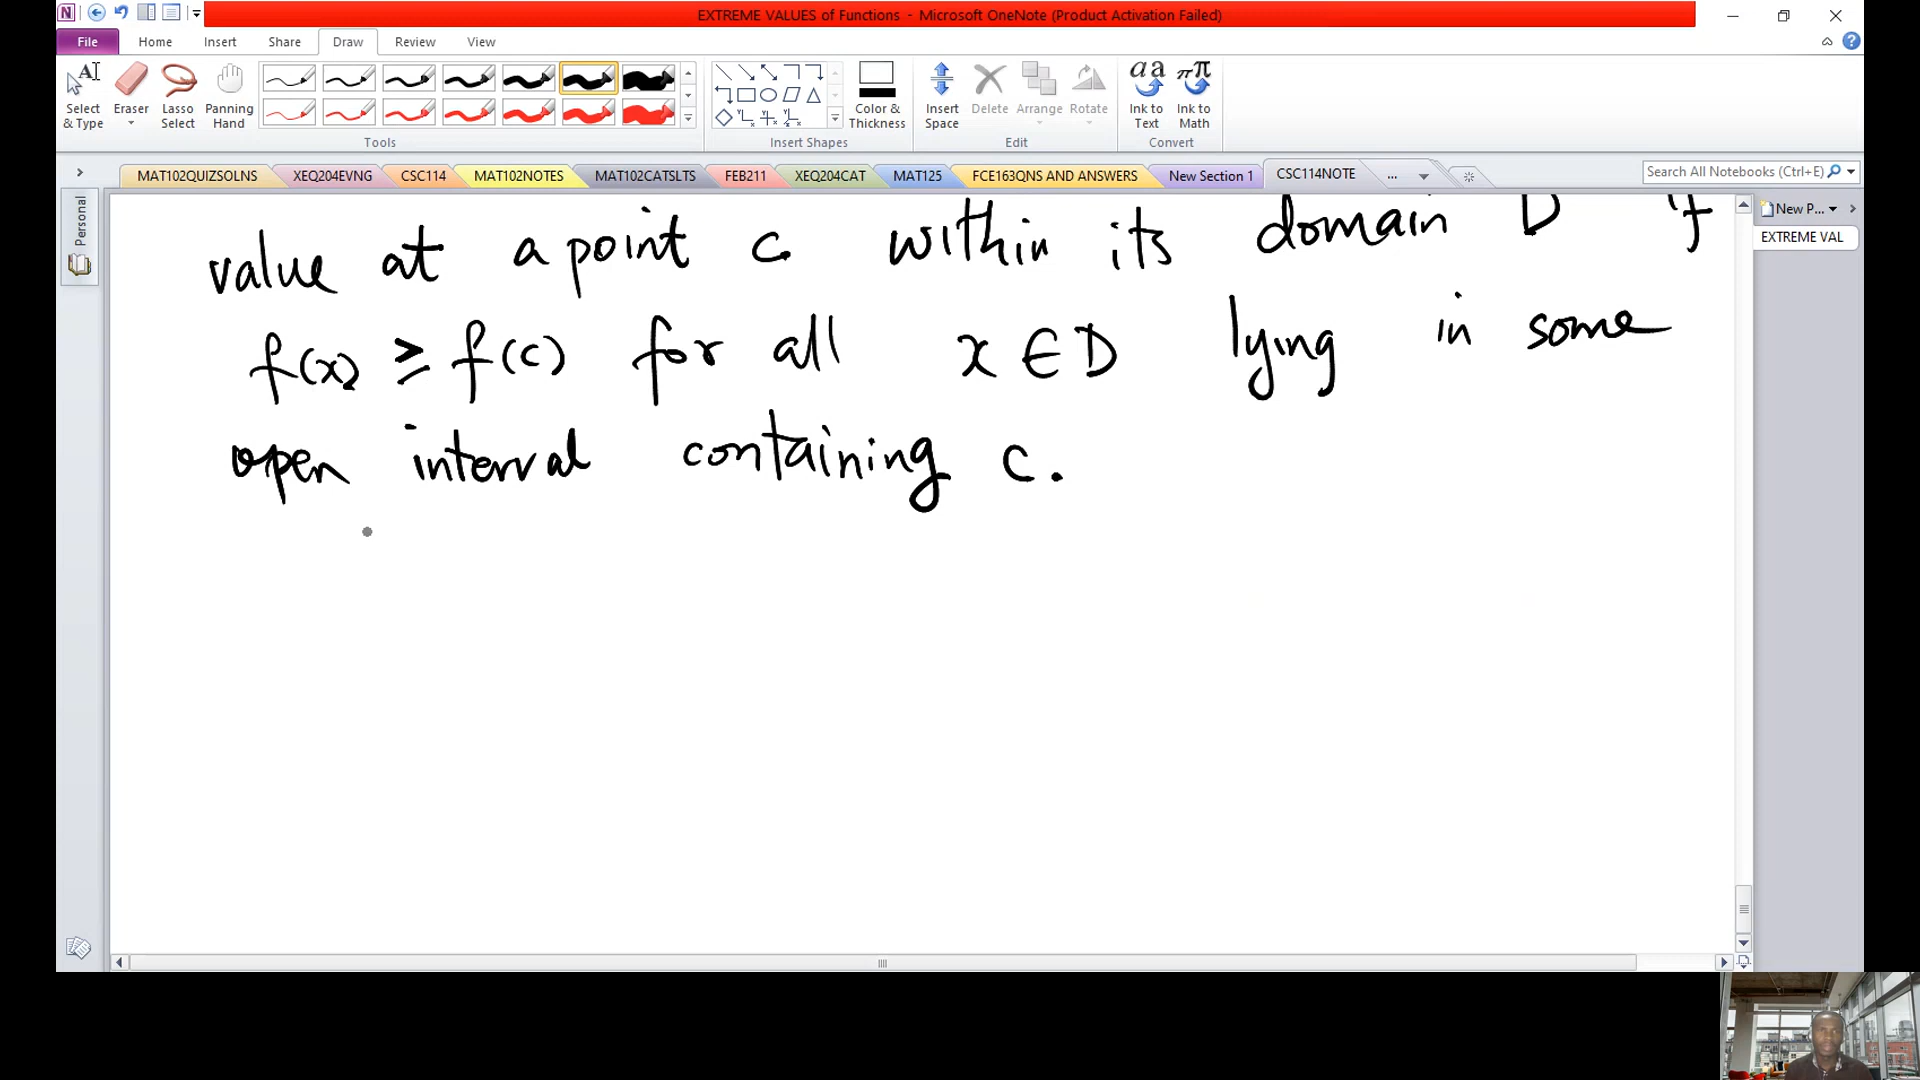 EXTREME VALUES of Functions - Microsoft OneNote (Product Activation Failed)
File Home Insert Share Draw Review View
Select & Type
Eraser
Lasso Select
Panning Hand
Color & Thickness
Insert Space
Delete
Arrange
Rotate
Ink to Text
Ink to Math
Tools
Insert Shapes
Edit
Convert
MAT102QUIZSOLNS XEQ204EVNG CSC114 MAT102NOTES MAT102CATSLTS FEB211 XEQ204CAT MAT125 FCE163QNS AND ANSWERS New Section 1 CSC114NOTE ...
Search All Notebooks (Ctrl+E)
Personal
New P...
EXTREME VAL
value at a point c within its domain D if
f(x) ≥ f(c) for all x ∈ D lying in some
open interval containing c.